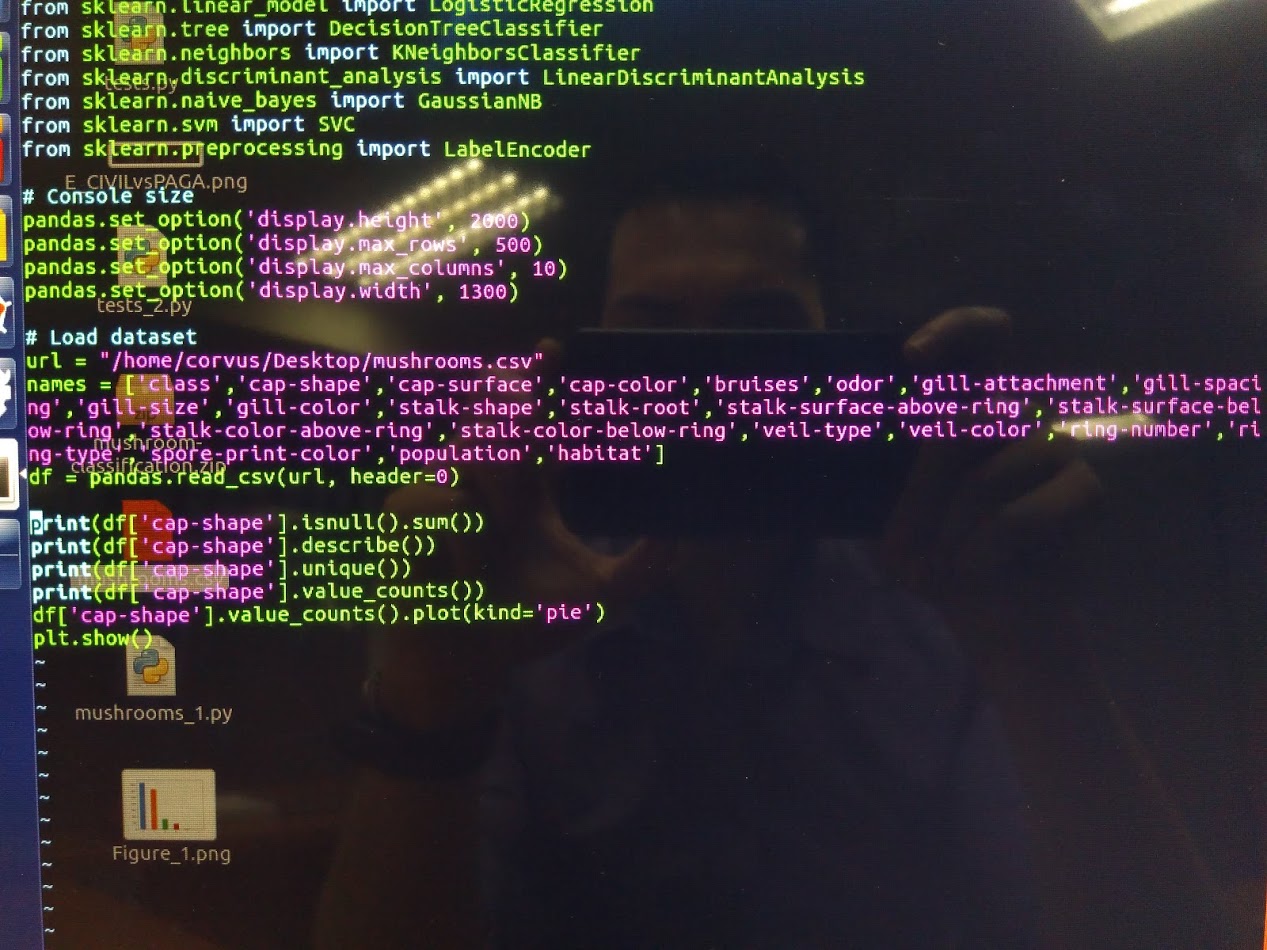 from sklearn.linear_model import LogisticRegression
from sklearn.tree import DecisionTreeClassifier
from sklearn.neighbors import KNeighborsClassifier
from sklearn.discriminant_analysis import LinearDiscriminantAnalysis
tests.py
from sklearn.naive_bayes import GaussianNB
from sklearn.svm import SVC
from sklearn.preprocessing import LabelEncoder
E_CIVILvsPAGA.png
# Console size
pandas.set_option('display.height', 2000)
pandas.set_option('display.max_rows', 500)
pandas.set_option('display.max_columns', 10)
pandas.set_option('display.width', 1300)
tests_2.py
# Load dataset
url = "/home/corvus/Desktop/mushrooms.csv"
names = ['class','cap-shape','cap-surface','cap-color','bruises','odor','gill-attachment','gill-spaci
ng','gill-size','gill-color','stalk-shape','stalk-root','stalk-surface-above-ring','stalk-surface-bel
ow-ring','stalk-color-above-ring','stalk-color-below-ring','veil-type','veil-color','ring-number','ri
ng-type','spore-print-color','population','habitat']
mushroom-
classification.zip
df = pandas.read_csv(url, header=0)
print(df['cap-shape'].isnull().sum())
print(df['cap-shape'].describe())
print(df['cap-shape'].unique())
mushrooms.csv
print(df['cap-shape'].value_counts())
df['cap-shape'].value_counts().plot(kind='pie')
plt.show()
~
~
~
~
~
~
~
~
~
~
~
~
~
mushrooms_1.py
Figure_1.png